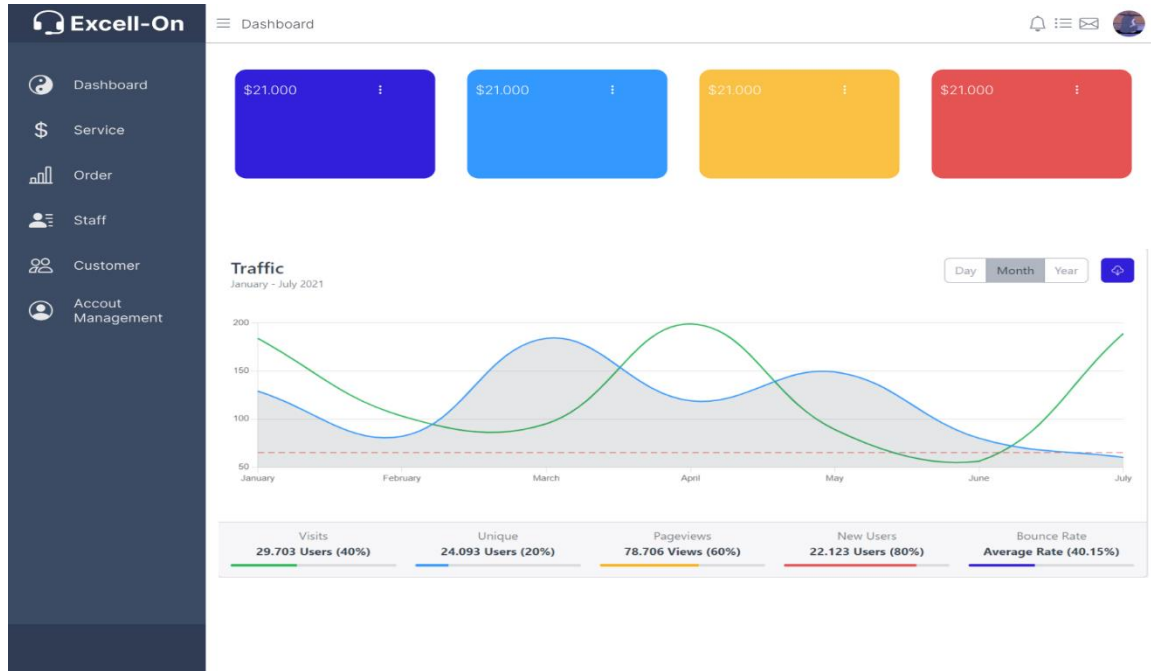 Excell-On
Dashboard
Dashboard
Service
Order
Staff
Customer
Accout
Management
$21.000
$21.000
$21.000
$21.000
Traffic
January - July 2021
Day Month Year
200
150
100
50
January February March April May June July
Visits Unique Pageviews New Users Bounce Rate
29.703 Users (40%) 24.093 Users (20%) 78.706 Views (60%) 22.123 Users (80%) Average Rate (40.15%)